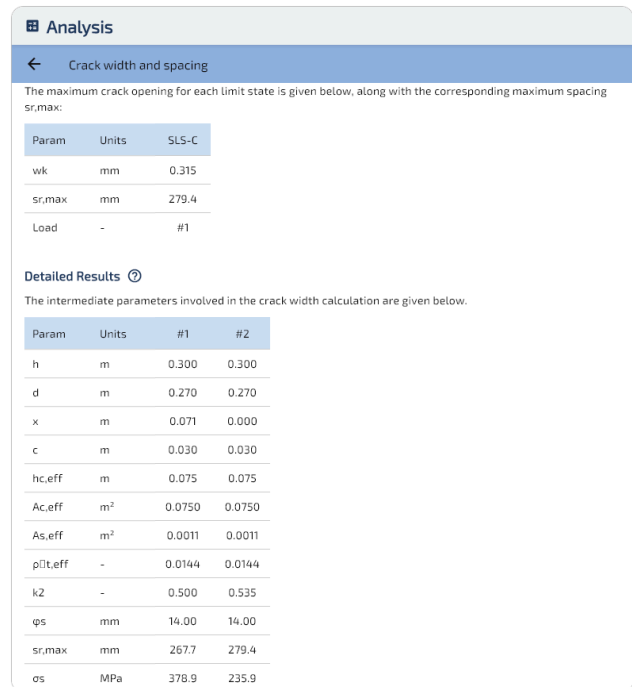 Analysis
Crack width and spacing
The maximum crack opening for each limit state is given below, along with the corresponding maximum spacing
sr,max:
Param Units SLS-C
wk mm 0.315
sr,max mm 279.4
Load - #1
Detailed Results ?
The intermediate parameters involved in the crack width calculation are given below.
Param Units #1 #2
h m 0.300 0.300
d m 0.270 0.270
x m 0.071 0.000
c m 0.030 0.030
hc,eff m 0.075 0.075
Ac,eff m² 0.0750 0.0750
As,eff m² 0.0011 0.0011
ρ▯t,eff - 0.0144 0.0144
k2 - 0.500 0.535
φs mm 14.00 14.00
sr,max mm 267.7 279.4
σs MPa 378.9 235.9